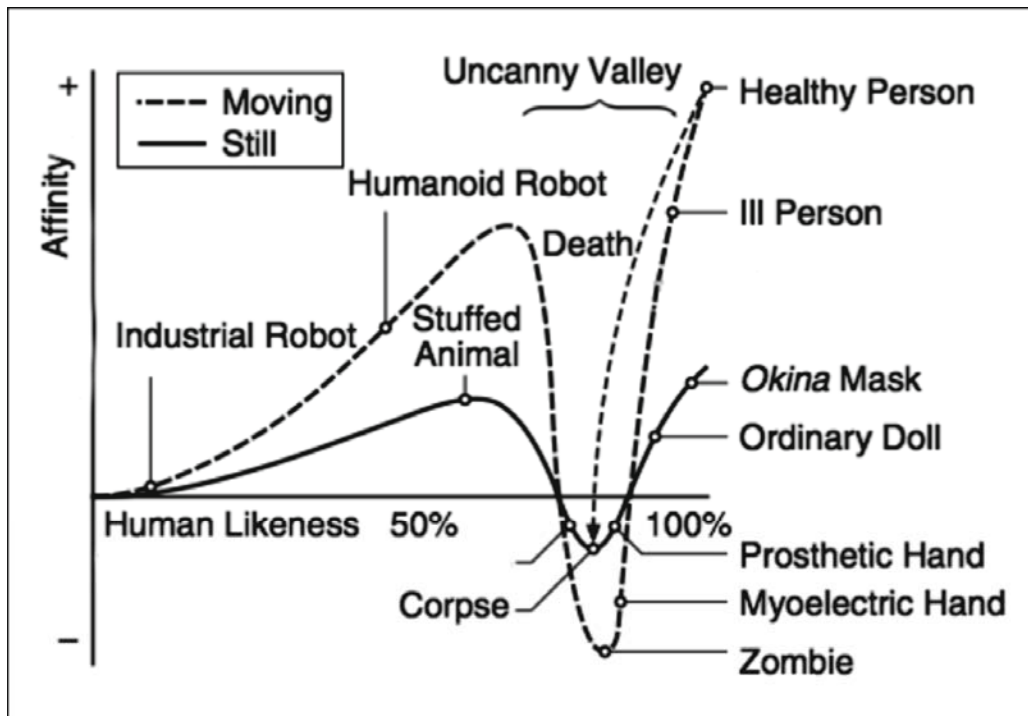 +
Moving
Still
Uncanny Valley
Healthy Person
Humanoid Robot
Ill Person
Affinity
Death
Industrial Robot
Stuffed
Animal
Okina Mask
Ordinary Doll
Human Likeness 50% 100%
Prosthetic Hand
Corpse
Myoelectric Hand
−
Zombie